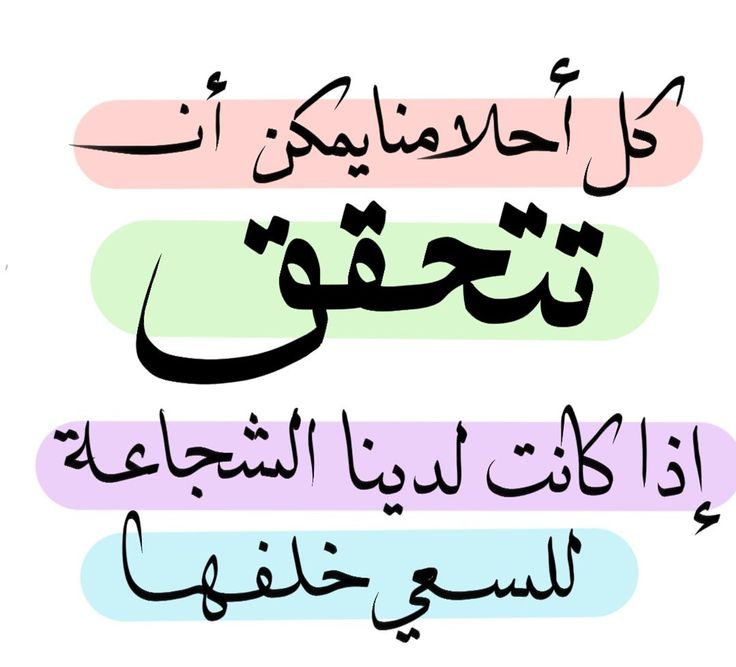 كل أحلامنا يمكن أن
تتحقق
إذا كانت لدينا الشجاعة
للسعي خلفها